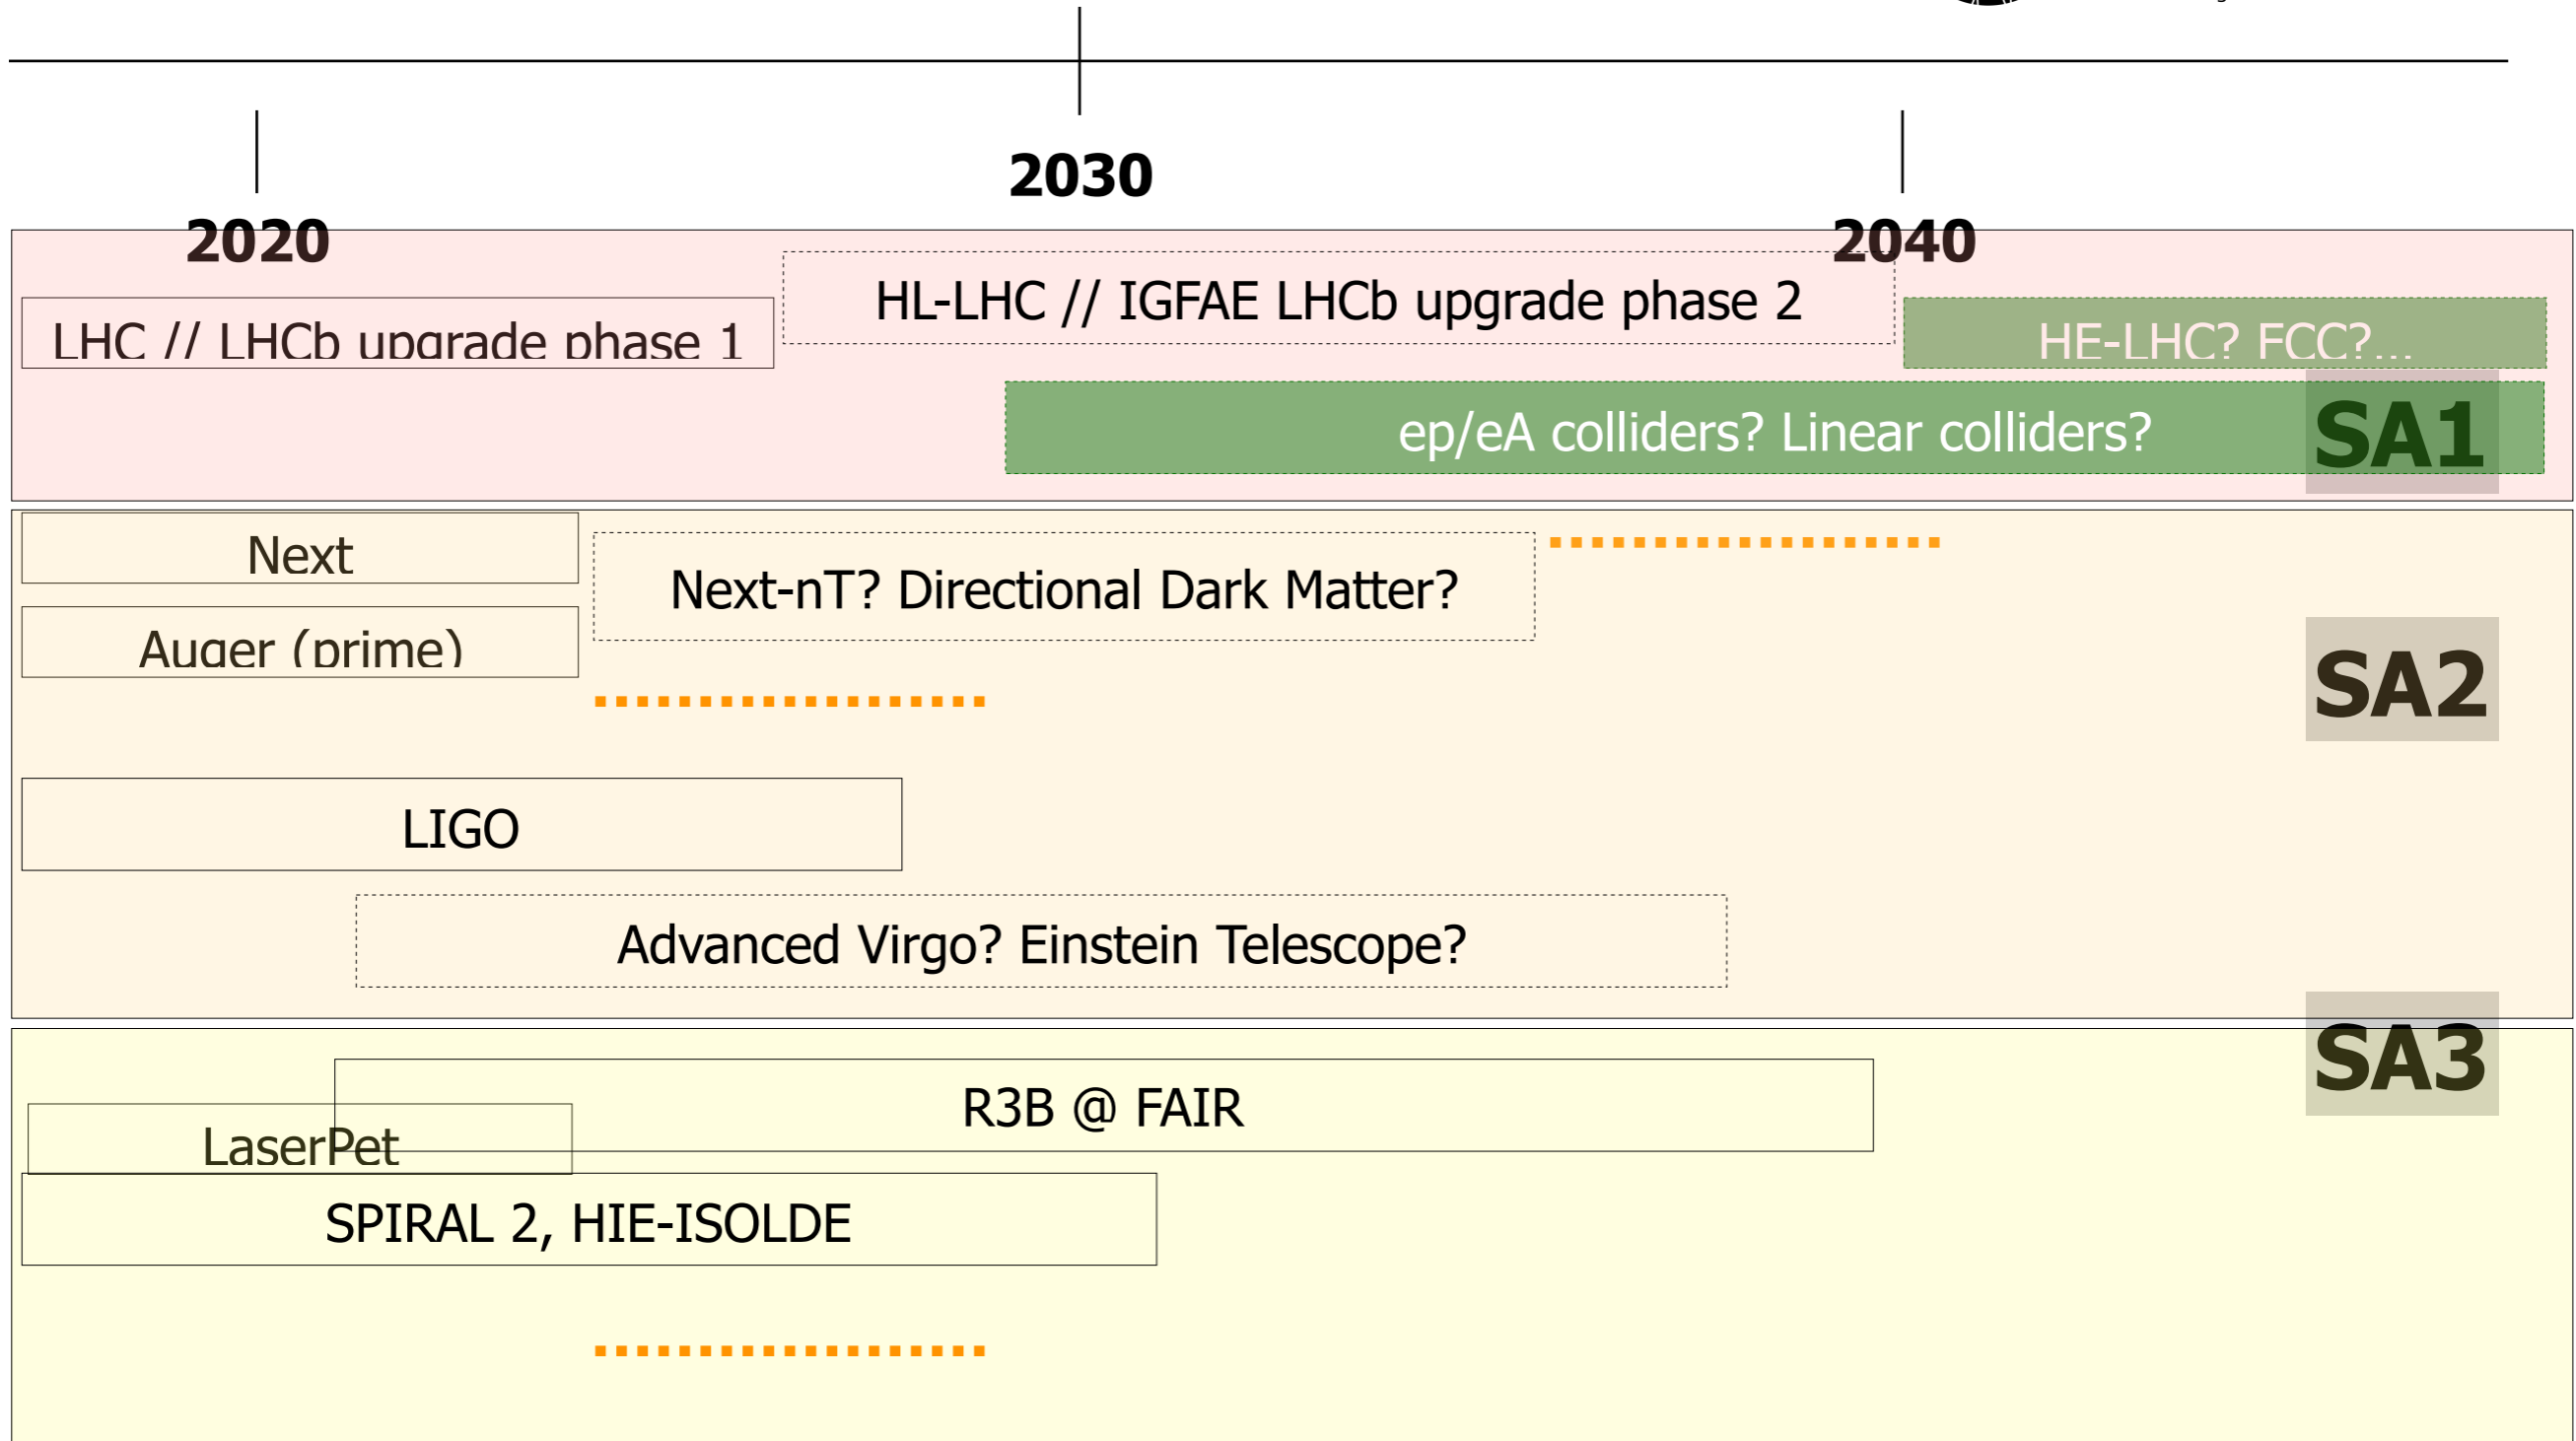 2030
2020
2040
HL-LHC // IGFAE LHCb upgrade phase 2
LHC // LHCb upgrade phase 1
HE-LHC? FCC?...
ep/eA colliders? Linear colliders?
SA1
Next
Next-nT? Directional Dark Matter?
Auger (prime)
SA2
LIGO
Advanced Virgo? Einstein Telescope?
SA3
R3B @ FAIR
LaserPet
SPIRAL 2, HIE-ISOLDE